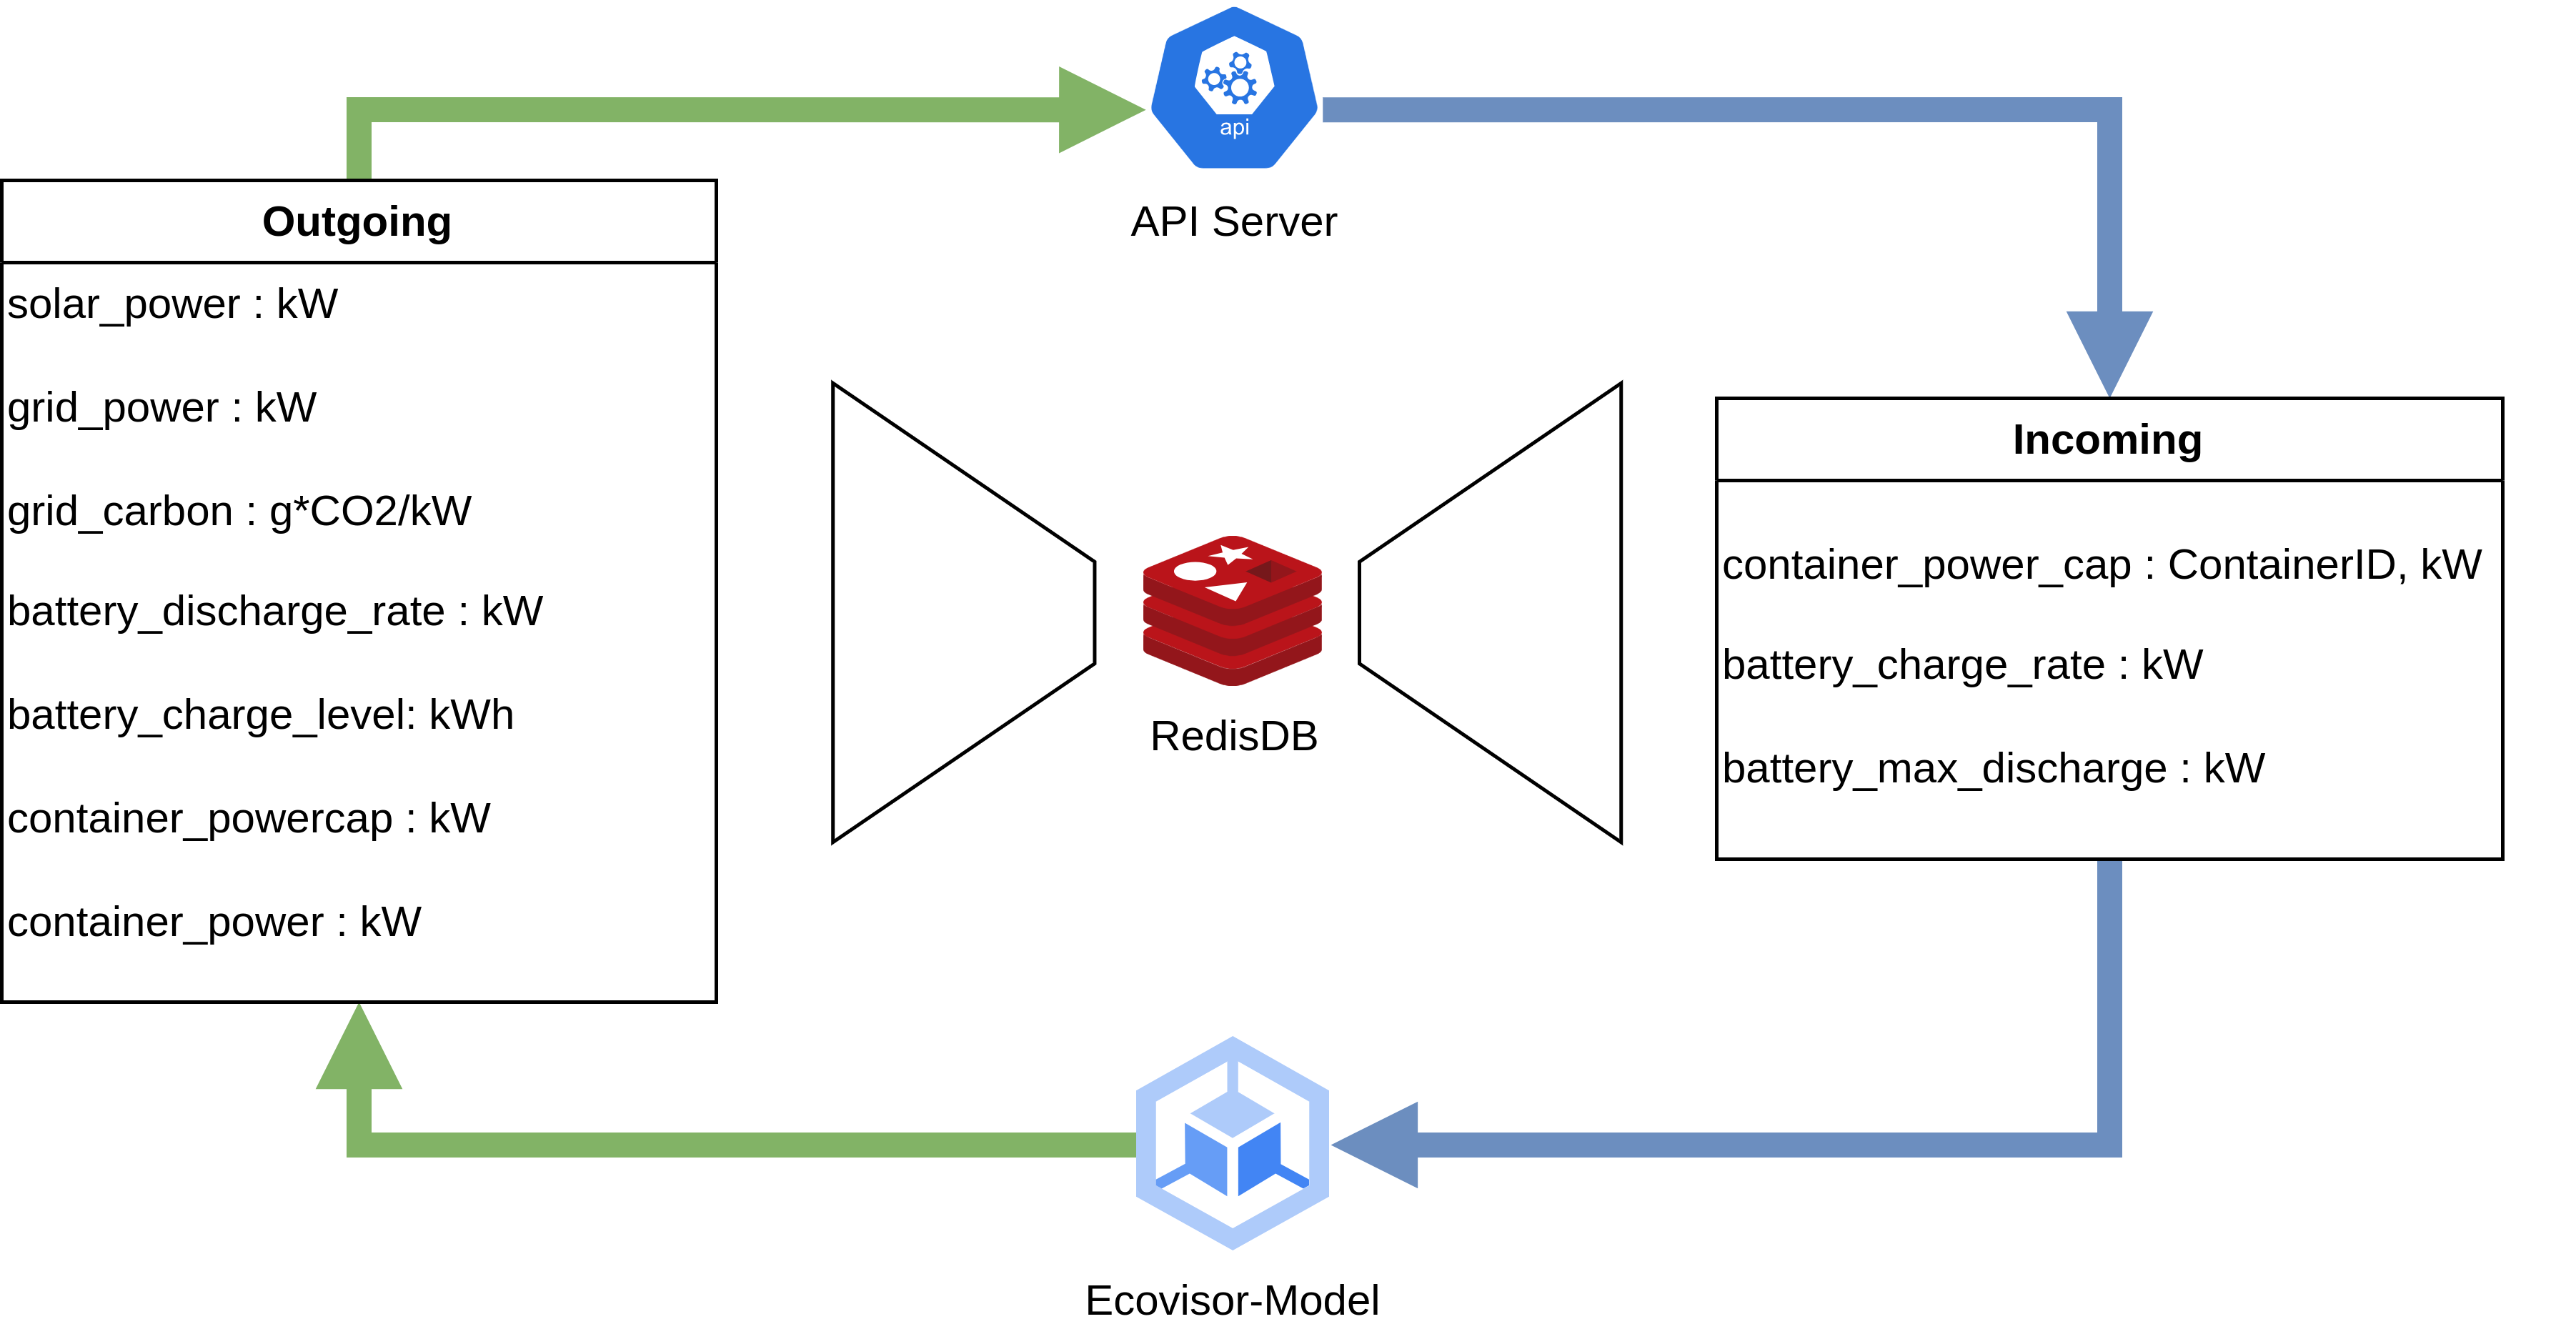 api
API Server
Outgoing
solar_power : kW
grid_power : kW
grid_carbon : g*CO2/kW
battery_discharge_rate : kW
battery_charge_level: kWh
container_powercap : kW
container_power : kW
RedisDB
Incoming
container_power_cap : ContainerID, kW
battery_charge_rate : kW
battery_max_discharge : kW
Ecovisor-Model